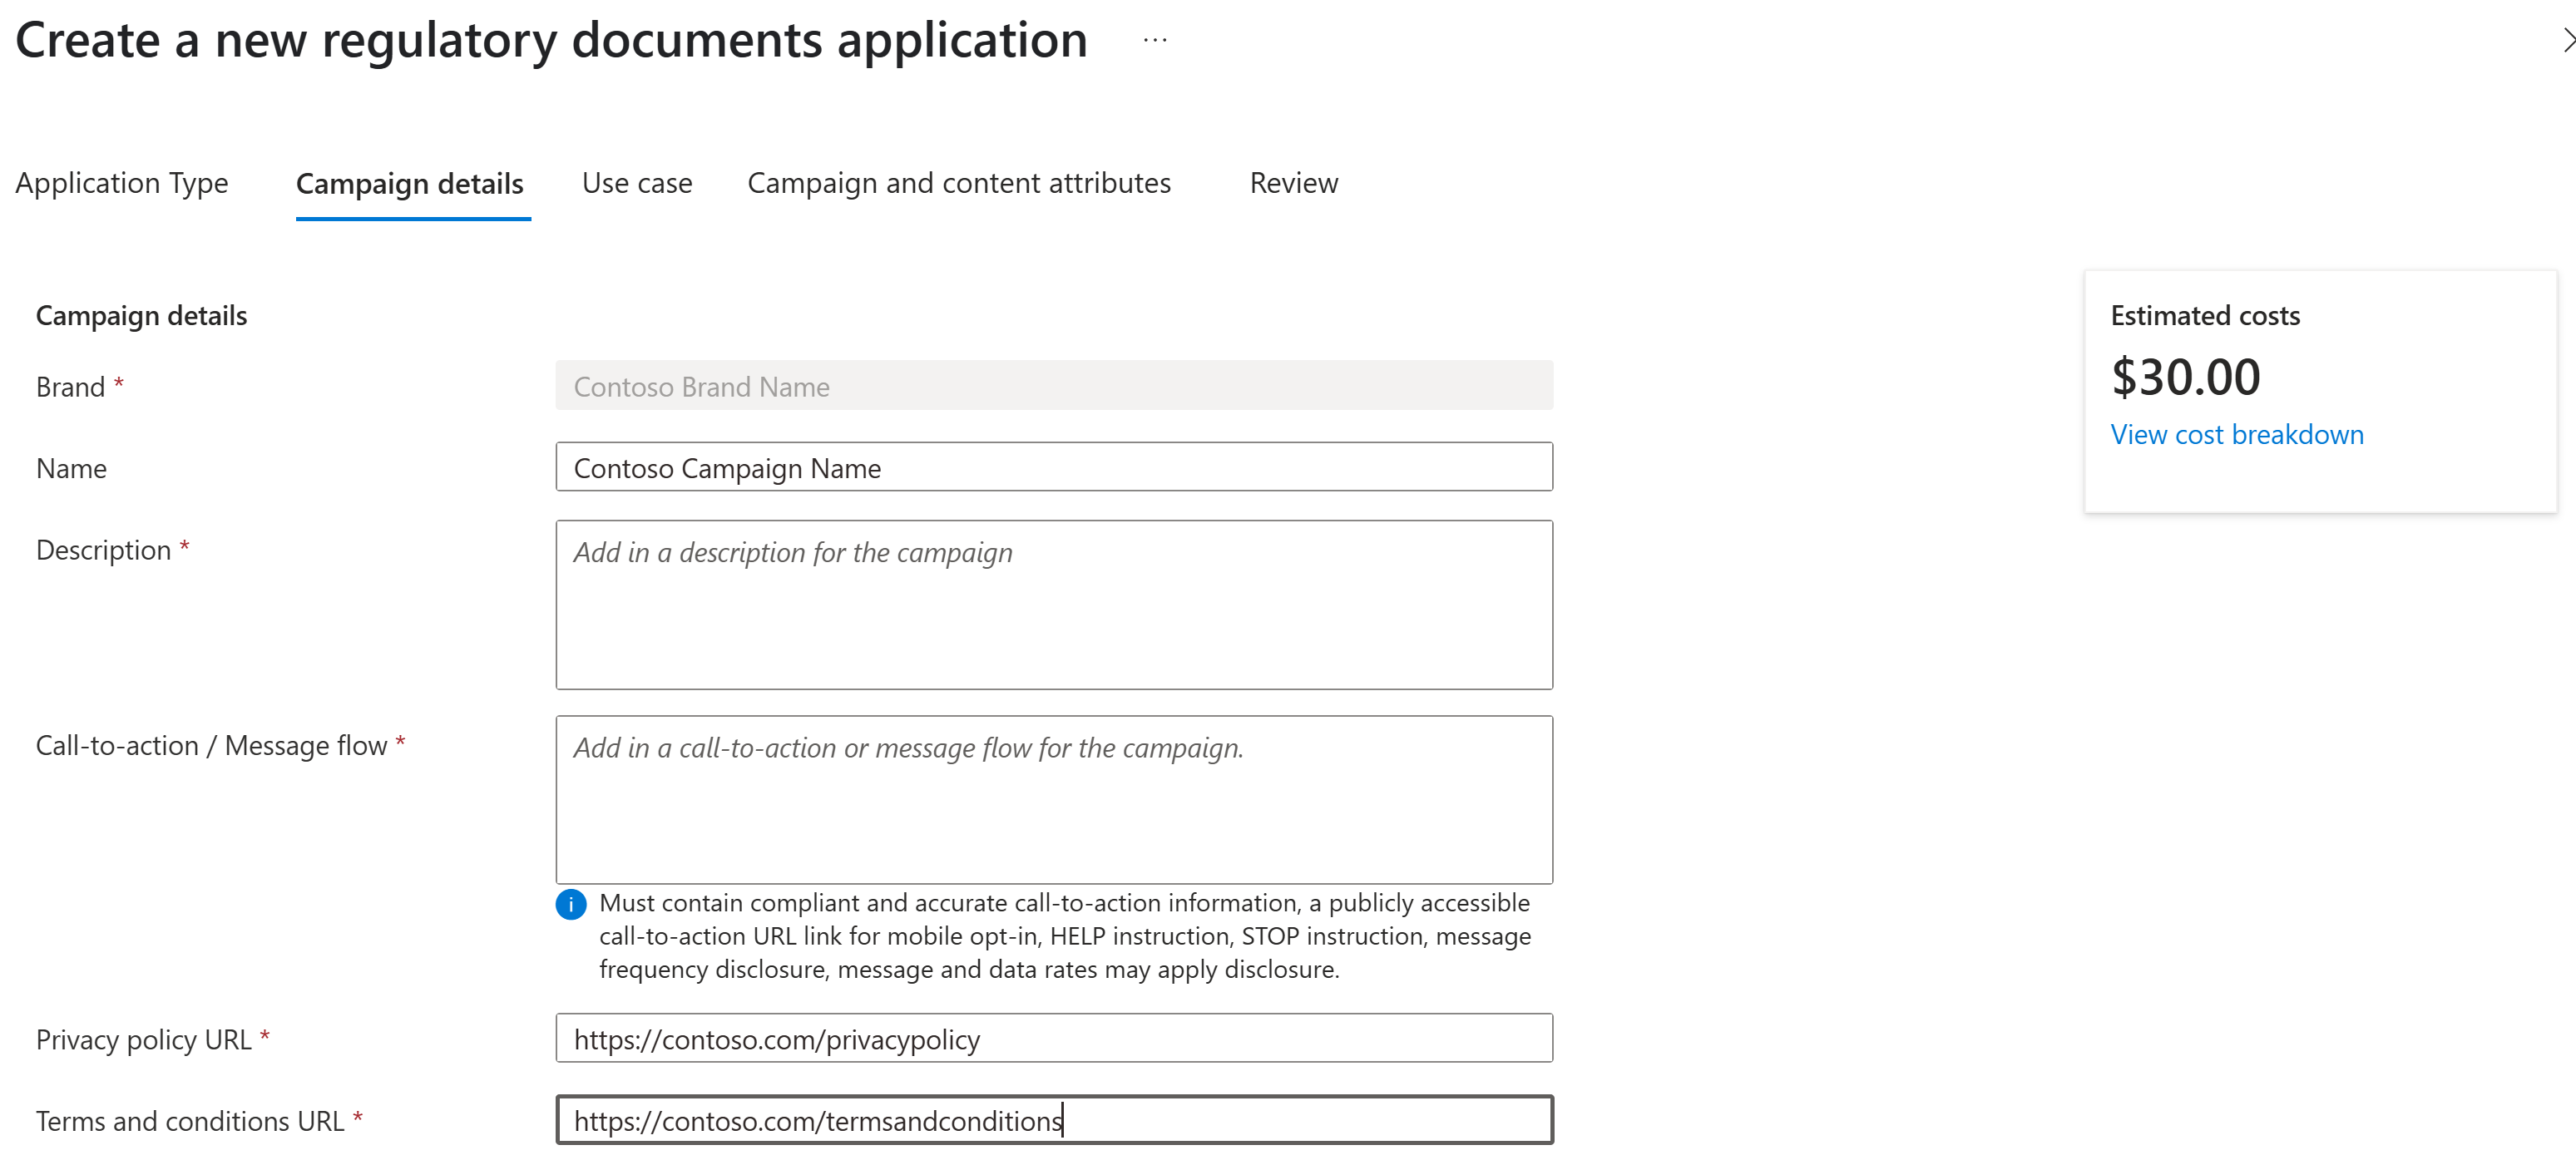 Create a new regulatory documents application ···
Application Type Campaign details Use case Campaign and content attributes Review
Campaign details
Brand * Contoso Brand Name
Name Contoso Campaign Name
Description * Add in a description for the campaign
Call-to-action / Message flow * Add in a call-to-action or message flow for the campaign.
i Must contain compliant and accurate call-to-action information, a publicly accessible
call-to-action URL link for mobile opt-in, HELP instruction, STOP instruction, message
frequency disclosure, message and data rates may apply disclosure.
Privacy policy URL * https://contoso.com/privacypolicy
Terms and conditions URL * https://contoso.com/termsandconditions
Estimated costs
$30.00
View cost breakdown